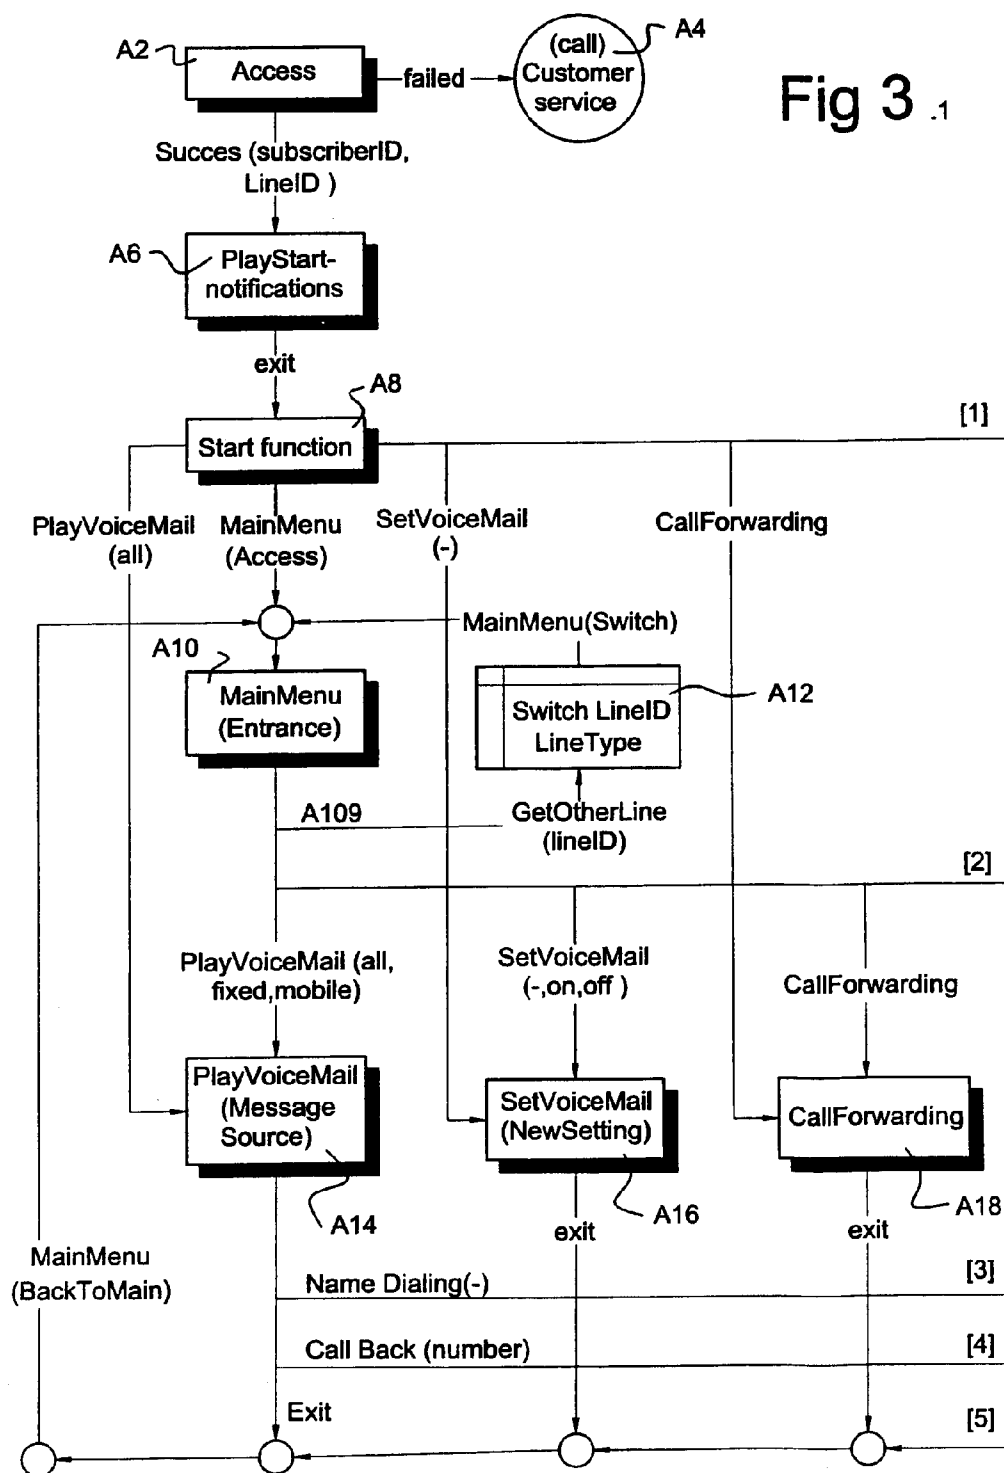 A2
Access
failed
(call)
Customer
service
A4
Fig 3 .1
Succes (subscriberID,
LineID )
A6
PlayStart-
notifications
exit
A8
Start function
[1]
PlayVoiceMail
(all)
MainMenu
(Access)
SetVoiceMail
(-)
CallForwarding
MainMenu(Switch)
A10
MainMenu
(Entrance)
Switch LineID
LineType
A12
A109
GetOtherLine
(lineID)
[2]
PlayVoiceMail (all,
fixed,mobile)
SetVoiceMail
(-,on,off )
CallForwarding
PlayVoiceMail
(Message
Source)
SetVoiceMail
(NewSetting)
CallForwarding
A14
A16
A18
exit
exit
MainMenu
(BackToMain)
Name Dialing(-)
[3]
Call Back (number)
[4]
Exit
[5]